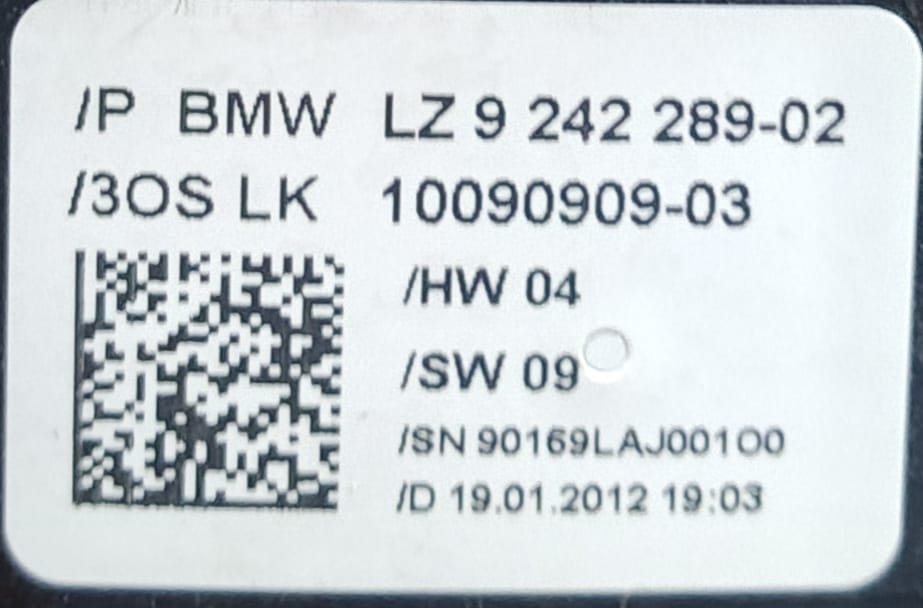 /P BMW LZ 9 242 289-02
/3OS LK 10090909-03
/HW 04
/SW 09
/SN 90169LAJ00100
/D 19.01.2012 19:03